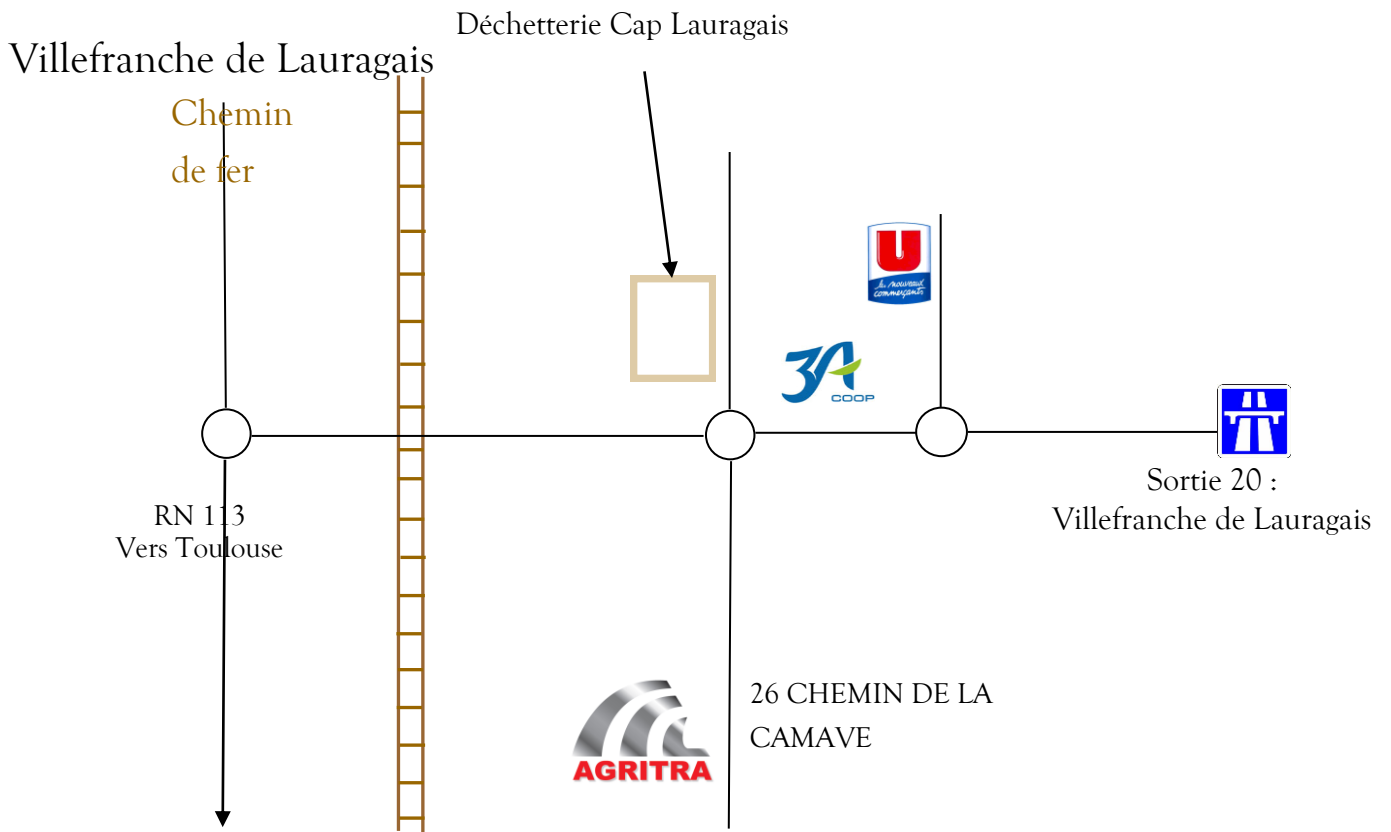 Déchetterie Cap Lauragais
Villefranche de Lauragais
Chemin
de fer
U
les nouveaux
commerçants
3A
COOP
Sortie 20 :
Villefranche de Lauragais
RN 113
Vers Toulouse
26 CHEMIN DE LA
CAMAVE
AGRITRA